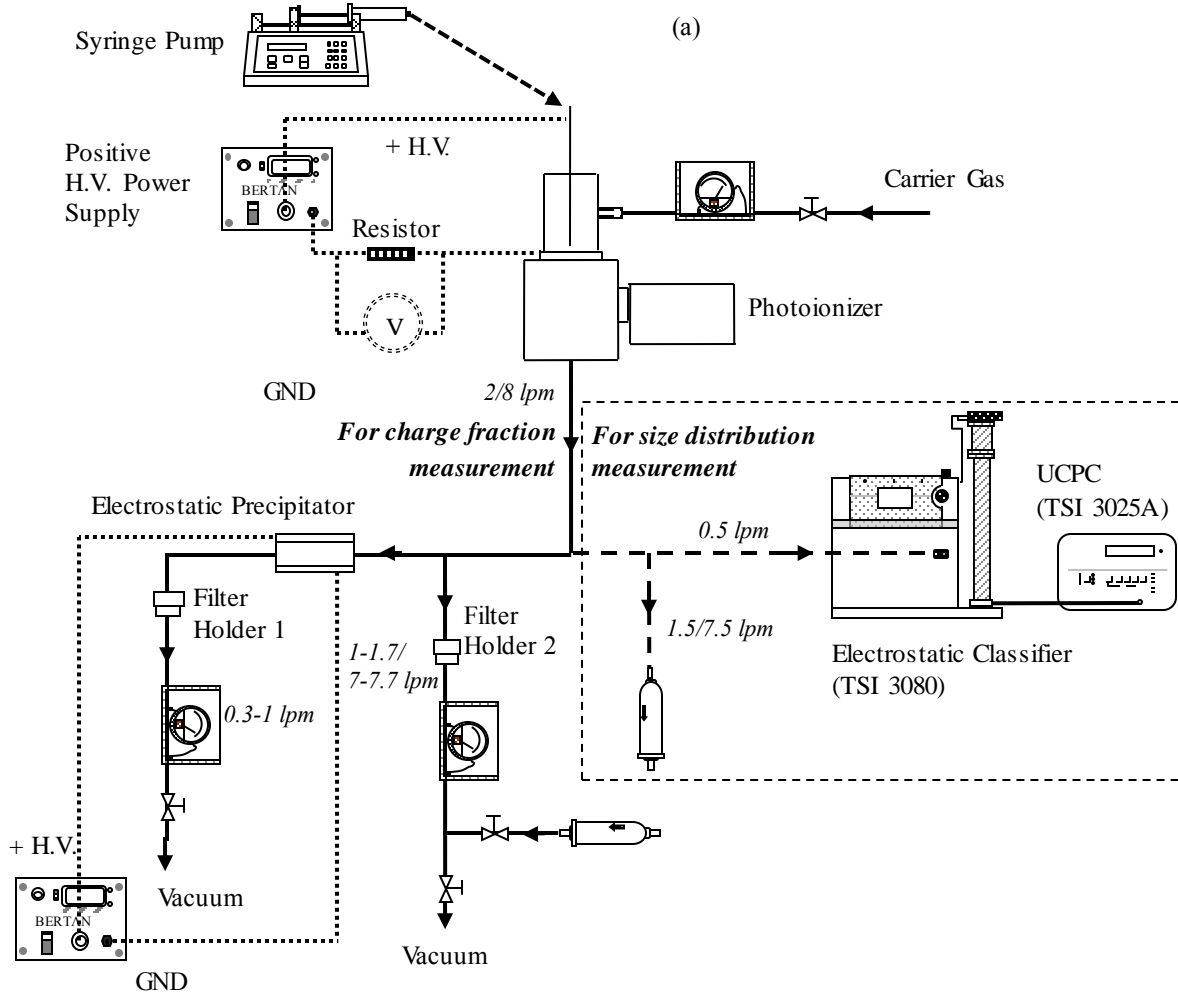 (a)
Syringe Pump
+ H.V.
Positive
H.V. Power
Supply
BERTAN
Carrier Gas
Resistor
V
Photoionizer
GND
2/8 lpm
For charge fraction
measurement
For size distribution
measurement
UCPC
(TSI 3025A)
Electrostatic Precipitator
0.5 lpm
Filter
Holder 1
Filter
Holder 2
1-1.7/
7-7.7 lpm
1.5/7.5 lpm
Electrostatic Classifier
(TSI 3080)
0.3-1 lpm
+ H.V.
Vacuum
BERTAN
Vacuum
GND